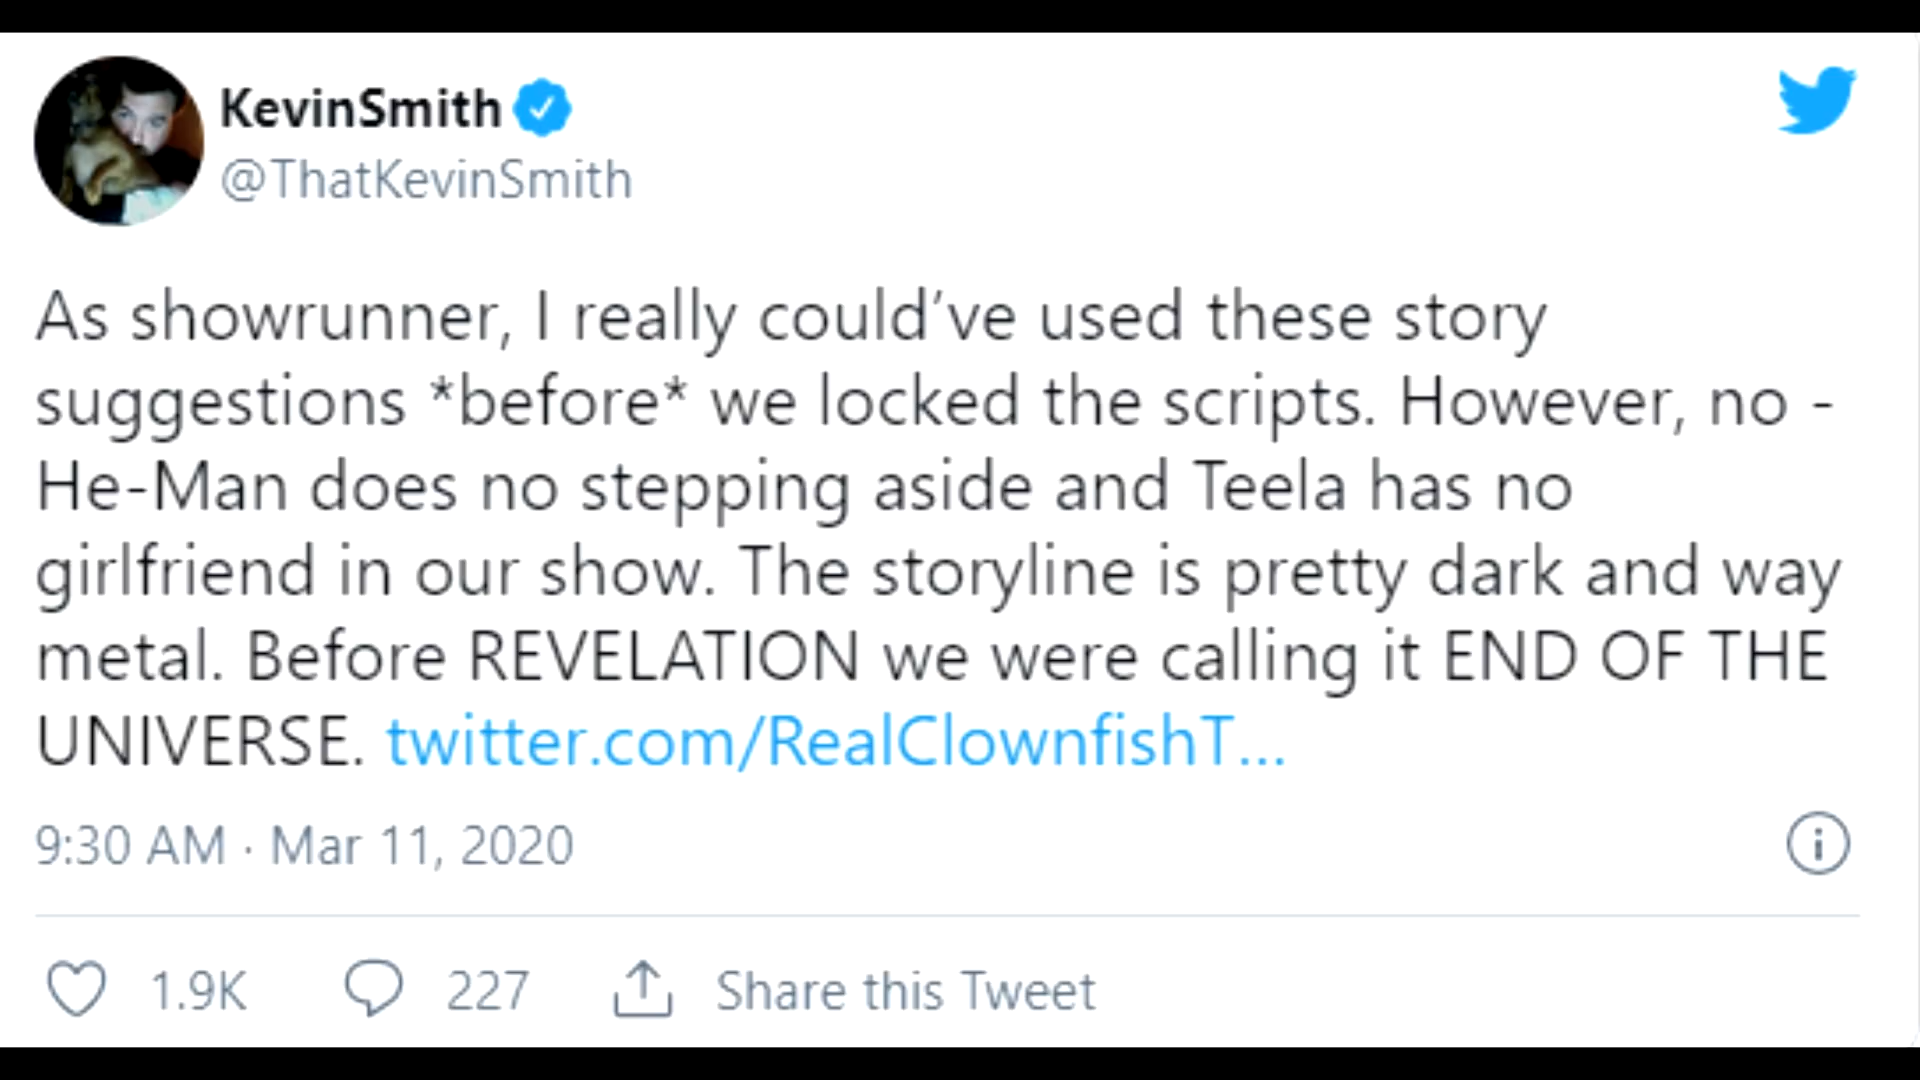 KevinSmith
@ThatKevinSmith
As showrunner, I really could’ve used these story
suggestions *before* we locked the scripts. However, no -
He-Man does no stepping aside and Teela has no
girlfriend in our show. The storyline is pretty dark and way
metal. Before REVELATION we were calling it END OF THE
UNIVERSE. twitter.com/RealClownfishT...
9:30 AM · Mar 11, 2020
1.9K 227 Share this Tweet